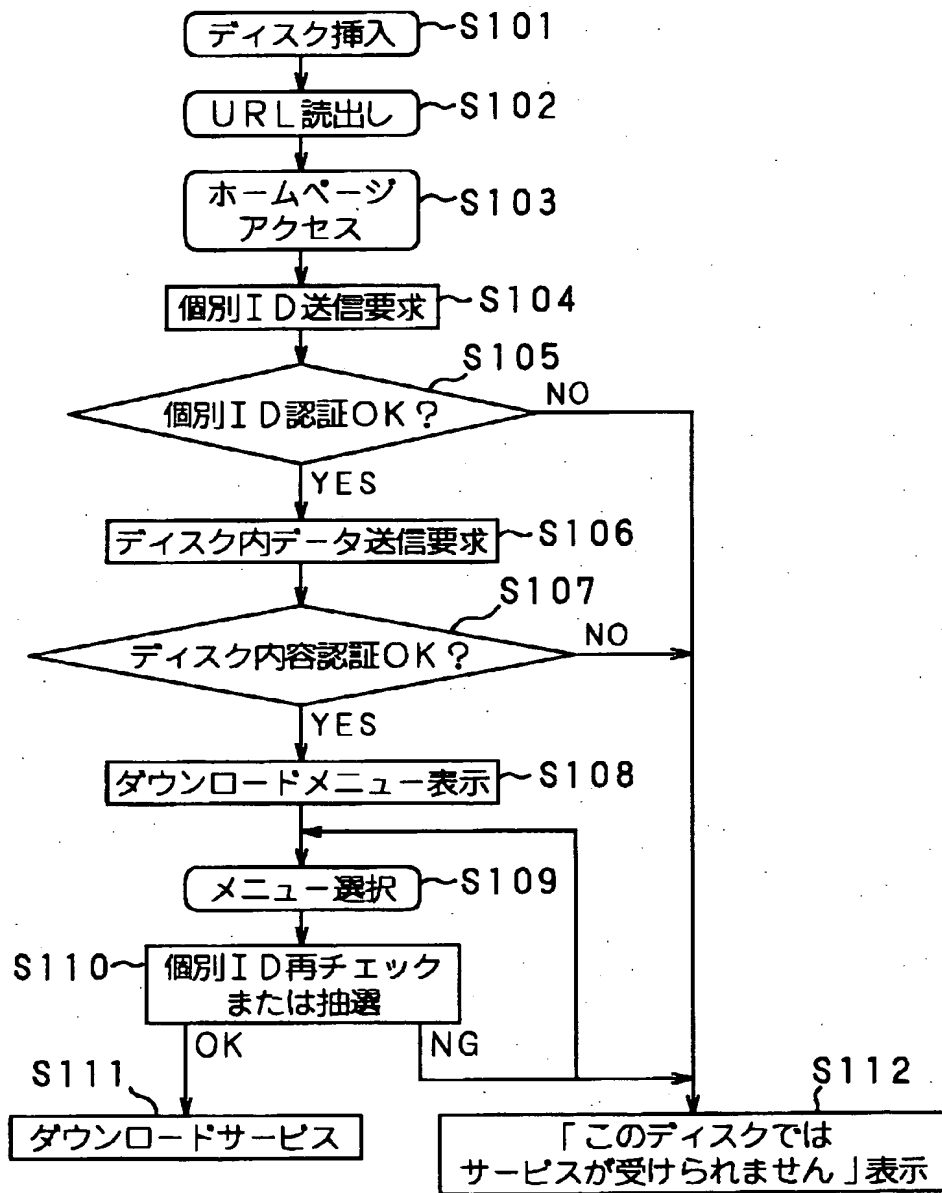 ディスク挿入
S101
URL読出し
S102
ホームページ
アクセス
S103
個別ID送信要求
S104
S105
個別ID認証OK?
NO
YES
ディスク内データ送信要求
S106
S107
ディスク内容認証OK?
NO
YES
ダウンロードメニュー表示
S108
メニュー選択
S109
S110
個別ID再チェック
または抽選
OK
NG
S111
ダウンロードサービス
S112
「このディスクでは
サービスが受けられません」表示